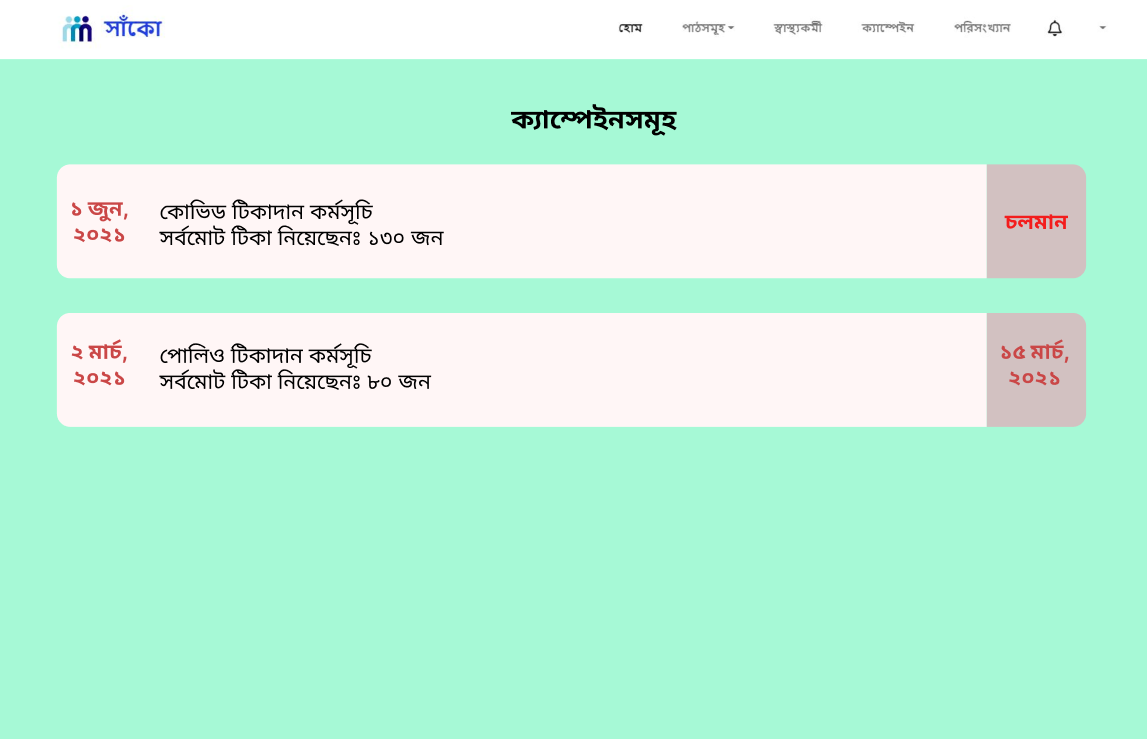 সাঁকো
হোম
পাঠসমূহ
স্বাস্থ্যকর্মী
ক্যাম্পেইন
পরিসংখ্যান
ক্যাম্পেইনসমূহ
১ জুন,
২০২১
কোভিড টিকাদান কর্মসূচি
সর্বমোট টিকা নিয়েছেনঃ ১৩০ জন
চলমান
২ মার্চ,
২০২১
পোলিও টিকাদান কর্মসূচি
সর্বমোট টিকা নিয়েছেনঃ ৮০ জন
১৫ মার্চ,
২০২১